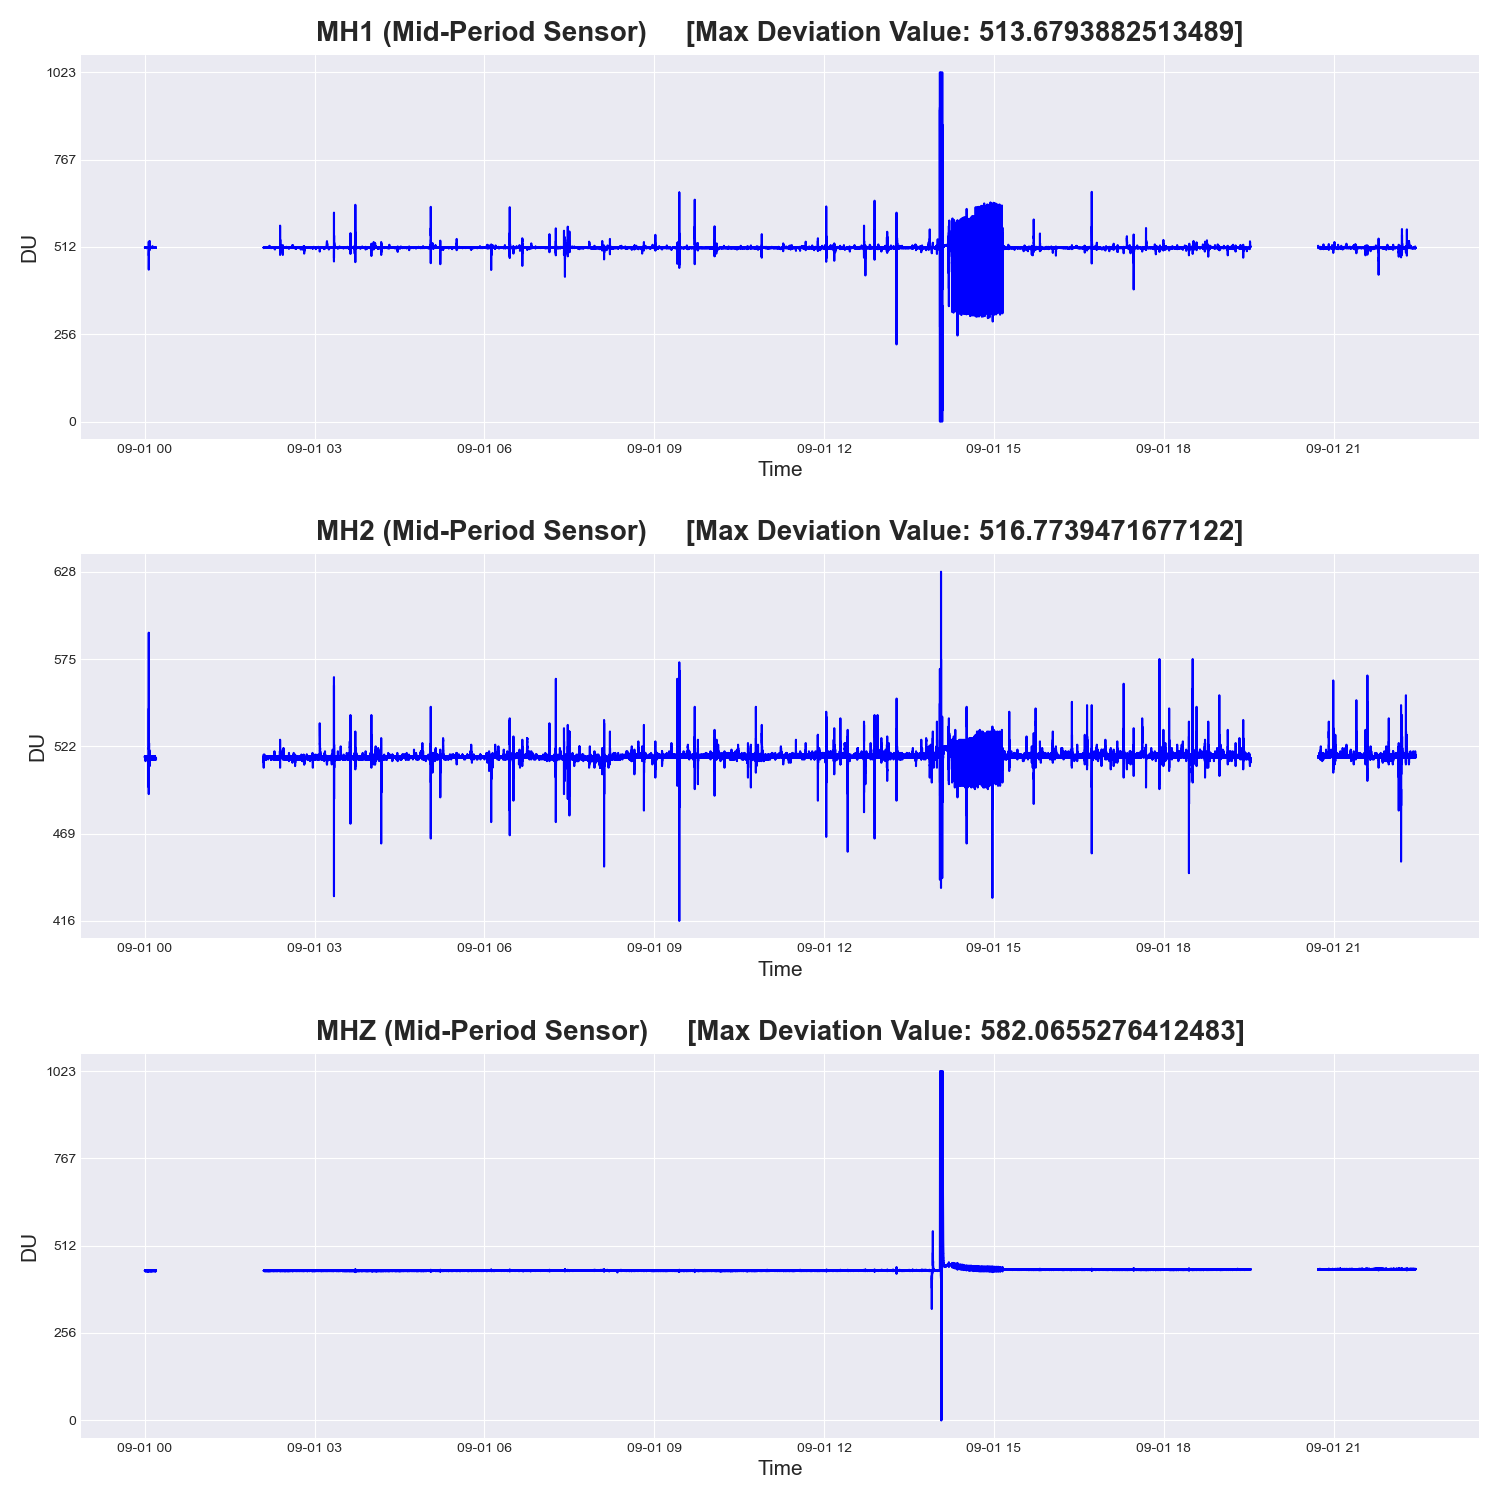 MH1 (Mid-Period Sensor) [Max Deviation Value: 513.6793882513489]
1023
767
512
256
0
DU
09-01 00 09-01 03 09-01 06 09-01 09 09-01 12 09-01 15 09-01 18 09-01 21
Time
MH2 (Mid-Period Sensor) [Max Deviation Value: 516.7739471677122]
628
575
522
469
416
DU
09-01 00 09-01 03 09-01 06 09-01 09 09-01 12 09-01 15 09-01 18 09-01 21
Time
MHZ (Mid-Period Sensor) [Max Deviation Value: 582.0655276412483]
1023
767
512
256
0
DU
09-01 00 09-01 03 09-01 06 09-01 09 09-01 12 09-01 15 09-01 18 09-01 21
Time